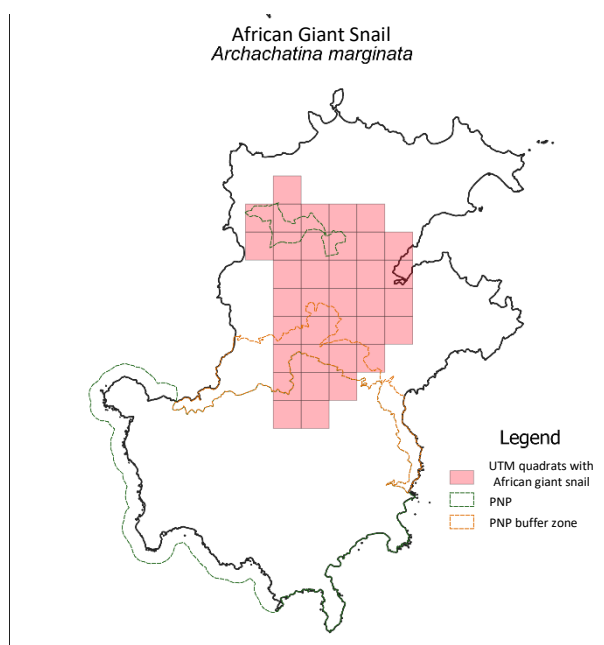 African Giant Snail
Archachatina marginata
Legend
UTM quadrats with
African giant snail
PNP
PNP buffer zone